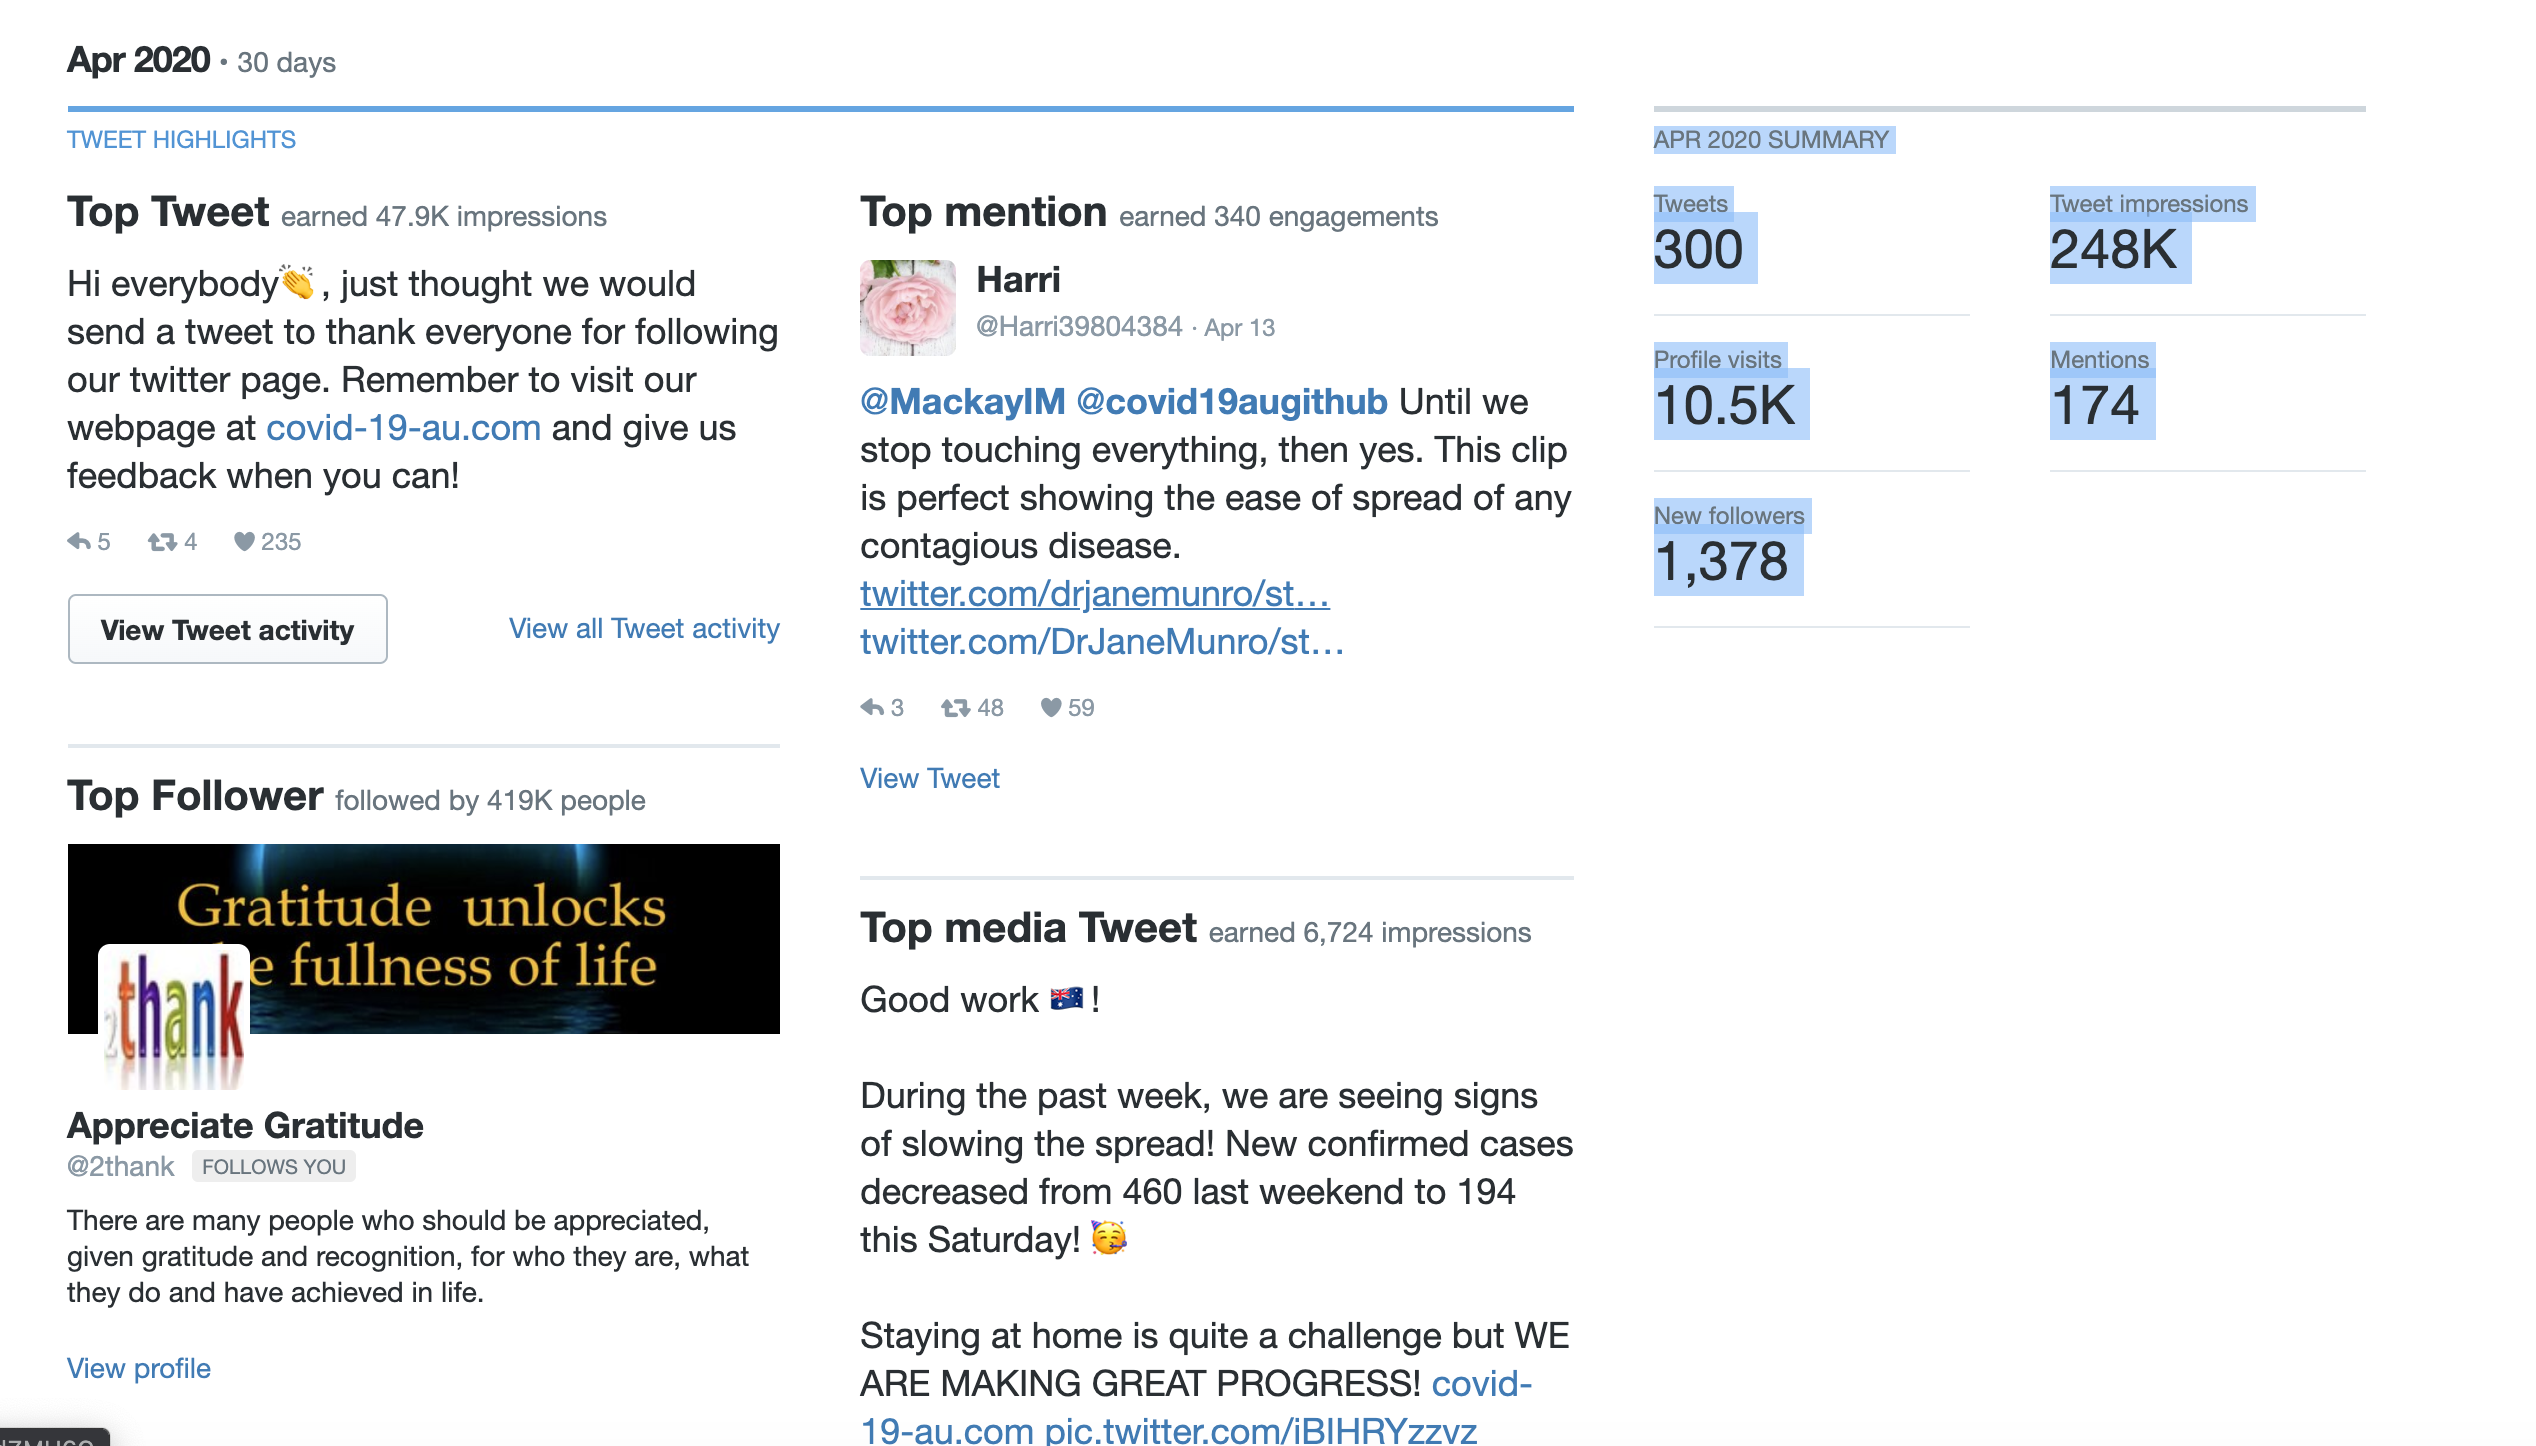 Apr 2020 • 30 days
TWEET HIGHLIGHTS
Top Tweet earned 47.9K impressions
Hi everybody👏, just thought we would
send a tweet to thank everyone for following
our twitter page. Remember to visit our
webpage at covid-19-au.com and give us
feedback when you can!
5 4 235
View Tweet activity
View all Tweet activity
Top Follower followed by 419K people
Gratitude unlocks
e fullness of life
2thank
Appreciate Gratitude
@2thank FOLLOWS YOU
There are many people who should be appreciated,
given gratitude and recognition, for who they are, what
they do and have achieved in life.
View profile
Top mention earned 340 engagements
Harri
@Harri39804384 · Apr 13
@MackayIM @covid19augithub Until we
stop touching everything, then yes. This clip
is perfect showing the ease of spread of any
contagious disease.
twitter.com/drjanemunro/st…
twitter.com/DrJaneMunro/st…
3 48 59
View Tweet
Top media Tweet earned 6,724 impressions
Good work 🇦🇺!
During the past week, we are seeing signs
of slowing the spread! New confirmed cases
decreased from 460 last weekend to 194
this Saturday! 🥳
Staying at home is quite a challenge but WE
ARE MAKING GREAT PROGRESS! covid-
19-au.com pic.twitter.com/iBIHRYzzvz
APR 2020 SUMMARY
Tweets
300
Tweet impressions
248K
Profile visits
10.5K
Mentions
174
New followers
1,378